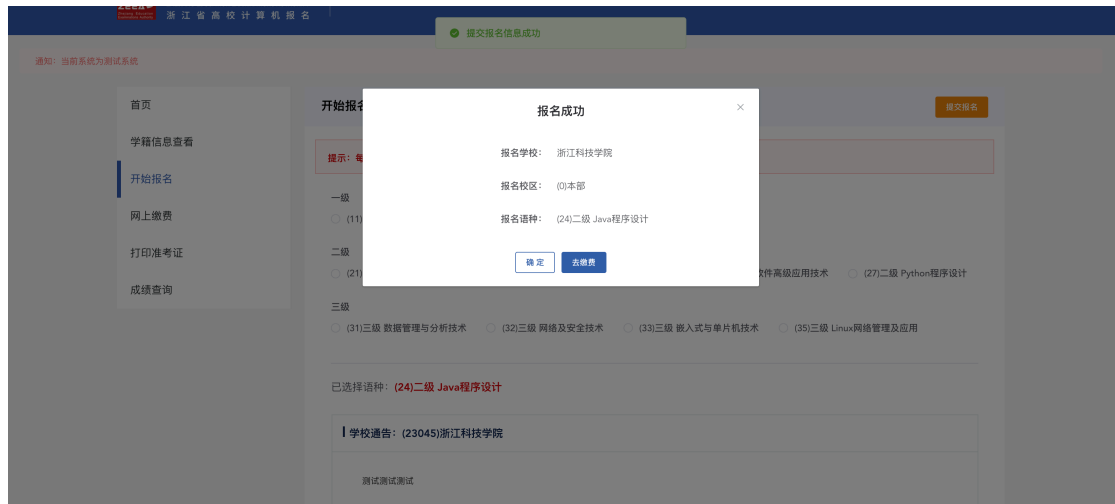 浙江省高校计算机报名
提交报名信息成功
通知：当前系统为测试系统
首页
学籍信息查看
开始报名
网上缴费
打印准考证
成绩查询
开始报名
提交报名
报名成功
×
报名学校： 浙江科技学院
报名校区： (0)本部
报名语种： (24)二级 Java程序设计
确定 去缴费
提示：每
一级
(11)
二级
(21) 件高级应用技术 (27)二级 Python程序设计
三级
(31)三级 数据管理与分析技术 (32)三级 网络及安全技术 (33)三级 嵌入式与单片机技术 (35)三级 Linux网络管理及应用
已选择语种：(24)二级 Java程序设计
学校通告：(23045)浙江科技学院
测试测试测试